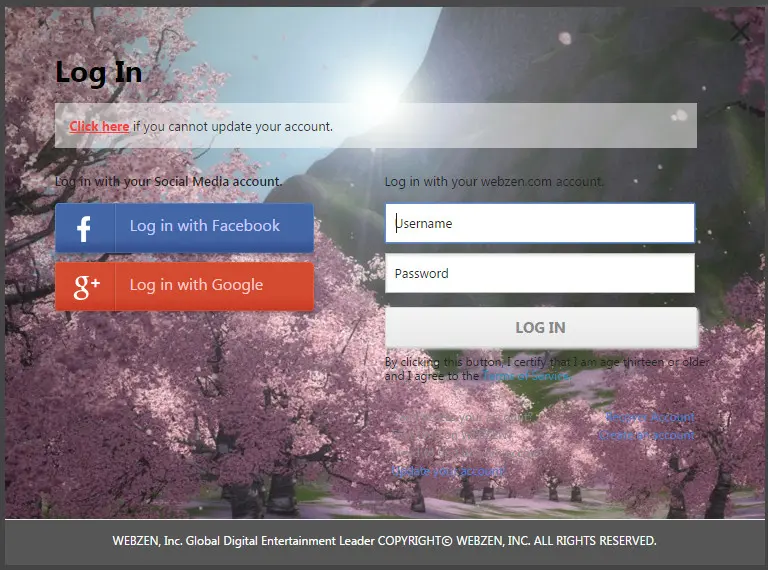 Log In
Click here if you cannot update your account.
Log in with your Social Media account.
Log in with your webzen.com account.
Log in with Facebook
Log in with Google
Username
Password
LOG IN
By clicking this button, I certify that I am age thirteen or older
and I agree to the Terms of Service.
Recover Account
Create an account
Update your account
WEBZEN, Inc. Global Digital Entertainment Leader COPYRIGHT© WEBZEN, INC. ALL RIGHTS RESERVED.